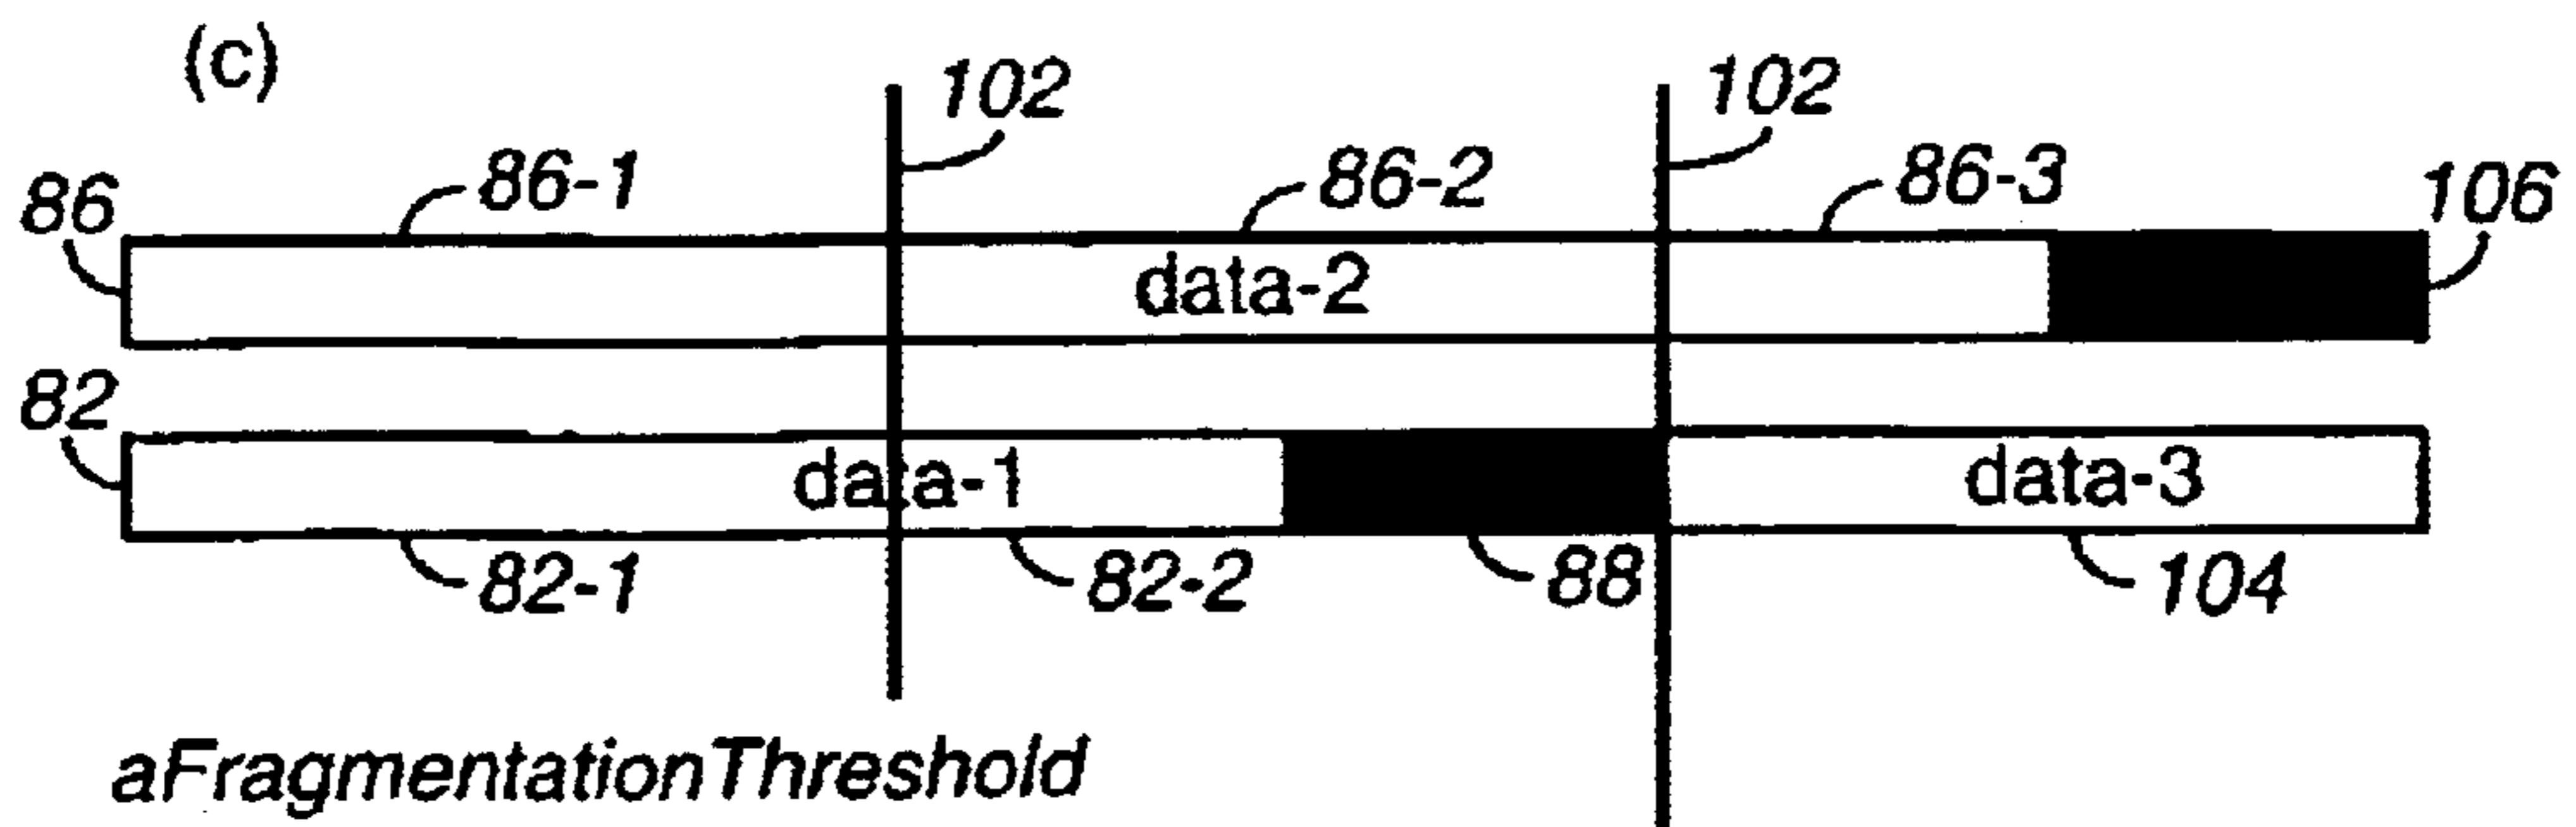 (c)
102 102
86-1 86-2 86-3
86 106
data-2
82
data-1 data-3
82-1 82-2 88 104
aFragmentationThreshold